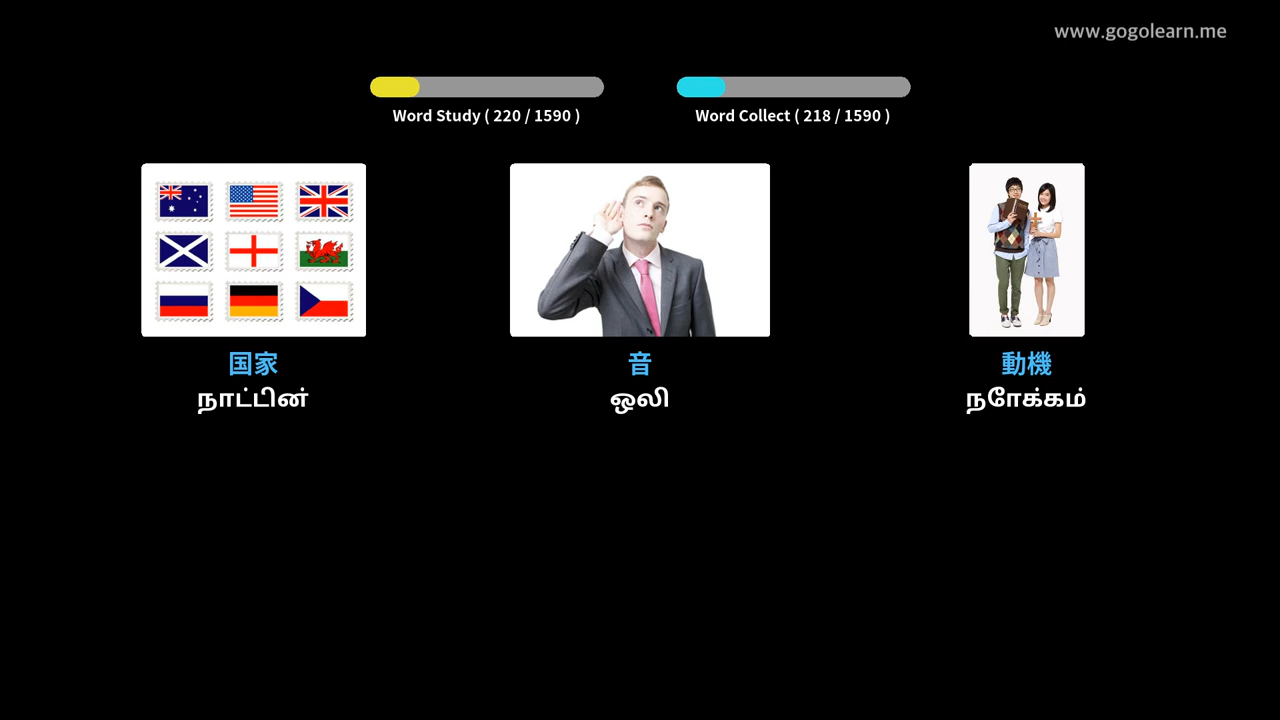 www.gogolearn.me
Word Study ( 220 / 1590 )
Word Collect ( 218 / 1590 )
国家
நாட்டின்
音
ஒலி
動機
நோக்கம்